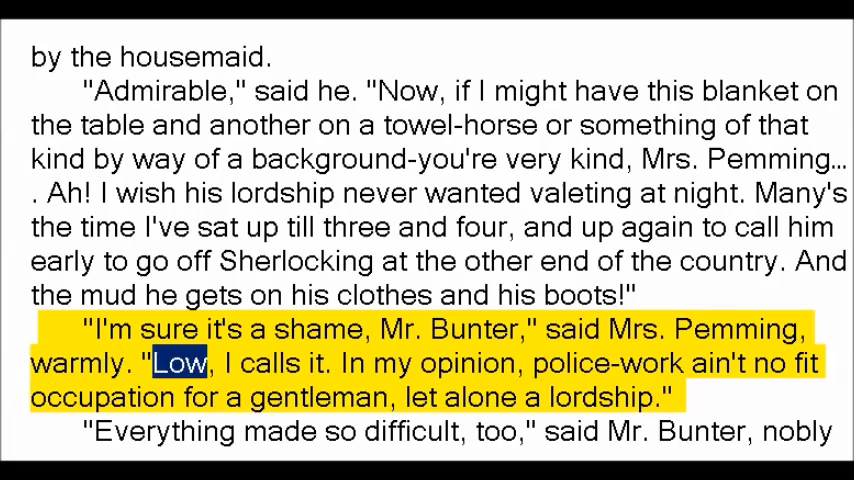 by the housemaid.
"Admirable," said he. "Now, if I might have this blanket on
the table and another on a towel-horse or something of that
kind by way of a background-you're very kind, Mrs. Pemming...
. Ah! I wish his lordship never wanted valeting at night. Many's
the time I've sat up till three and four, and up again to call him
early to go off Sherlocking at the other end of the country. And
the mud he gets on his clothes and his boots!"
"I'm sure it's a shame, Mr. Bunter," said Mrs. Pemming,
warmly. "Low, I calls it. In my opinion, police-work ain't no fit
occupation for a gentleman, let alone a lordship."
"Everything made so difficult, too," said Mr. Bunter, nobly